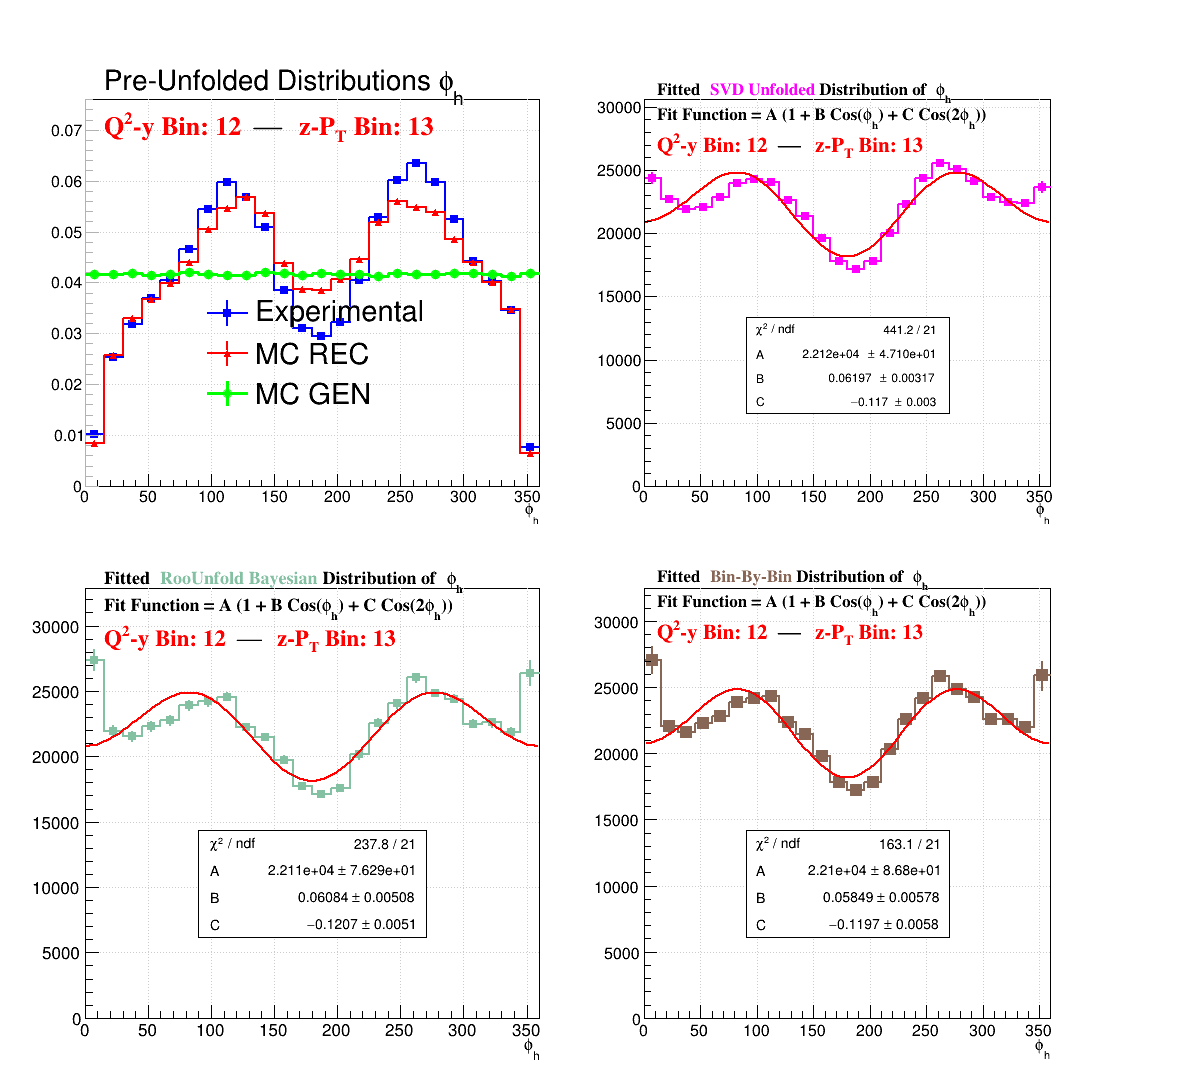 Pre-Unfolded Distributions ϕh
Q2-y Bin: 12 — z-PT Bin: 13
0.07
0.06
0.05
0.04
0.03
0.02
0.01
0
Experimental
MC REC
MC GEN
0 50 100 150 200 250 300 350
ϕh
Fitted SVD Unfolded Distribution of ϕh
Fit Function = A (1 + B Cos(ϕh) + C Cos(2ϕh))
Q2-y Bin: 12 — z-PT Bin: 13
30000
25000
20000
15000
10000
5000
0
χ2 / ndf 441.2 / 21
A 2.212e+04 ± 4.710e+01
B 0.06197 ± 0.00317
C −0.117 ± 0.003
0 50 100 150 200 250 300 350
ϕh
Fitted RooUnfold Bayesian Distribution of ϕh
Fit Function = A (1 + B Cos(ϕh) + C Cos(2ϕh))
Q2-y Bin: 12 — z-PT Bin: 13
30000
25000
20000
15000
10000
5000
0
χ2 / ndf 237.8 / 21
A 2.211e+04 ± 7.629e+01
B 0.06084 ± 0.00508
C −0.1207 ± 0.0051
0 50 100 150 200 250 300 350
ϕh
Fitted Bin-By-Bin Distribution of ϕh
Fit Function = A (1 + B Cos(ϕh) + C Cos(2ϕh))
Q2-y Bin: 12 — z-PT Bin: 13
30000
25000
20000
15000
10000
5000
0
χ2 / ndf 163.1 / 21
A 2.21e+04 ± 8.68e+01
B 0.05849 ± 0.00578
C −0.1197 ± 0.0058
0 50 100 150 200 250 300 350
ϕh